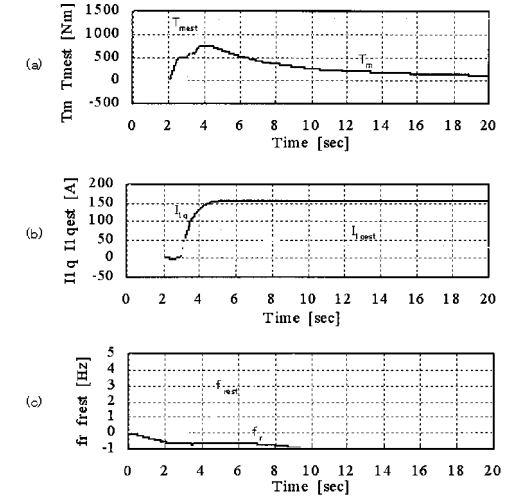 (a)
Tm Tmest [Nm]
1500
1000
500
0
-500
Tmest
Tm
0 2 4 6 8 10 12 14 16 18 20
Time [sec]
(b)
I1q I1qest [A]
200
150
100
50
0
-50
I1q
I1qest
0 2 4 6 8 10 12 14 16 18 20
Time [sec]
(c)
fr frest [Hz]
5
4
3
2
1
0
-1
frest
fr
0 2 4 6 8 10 12 14 16 18 20
Time [sec]